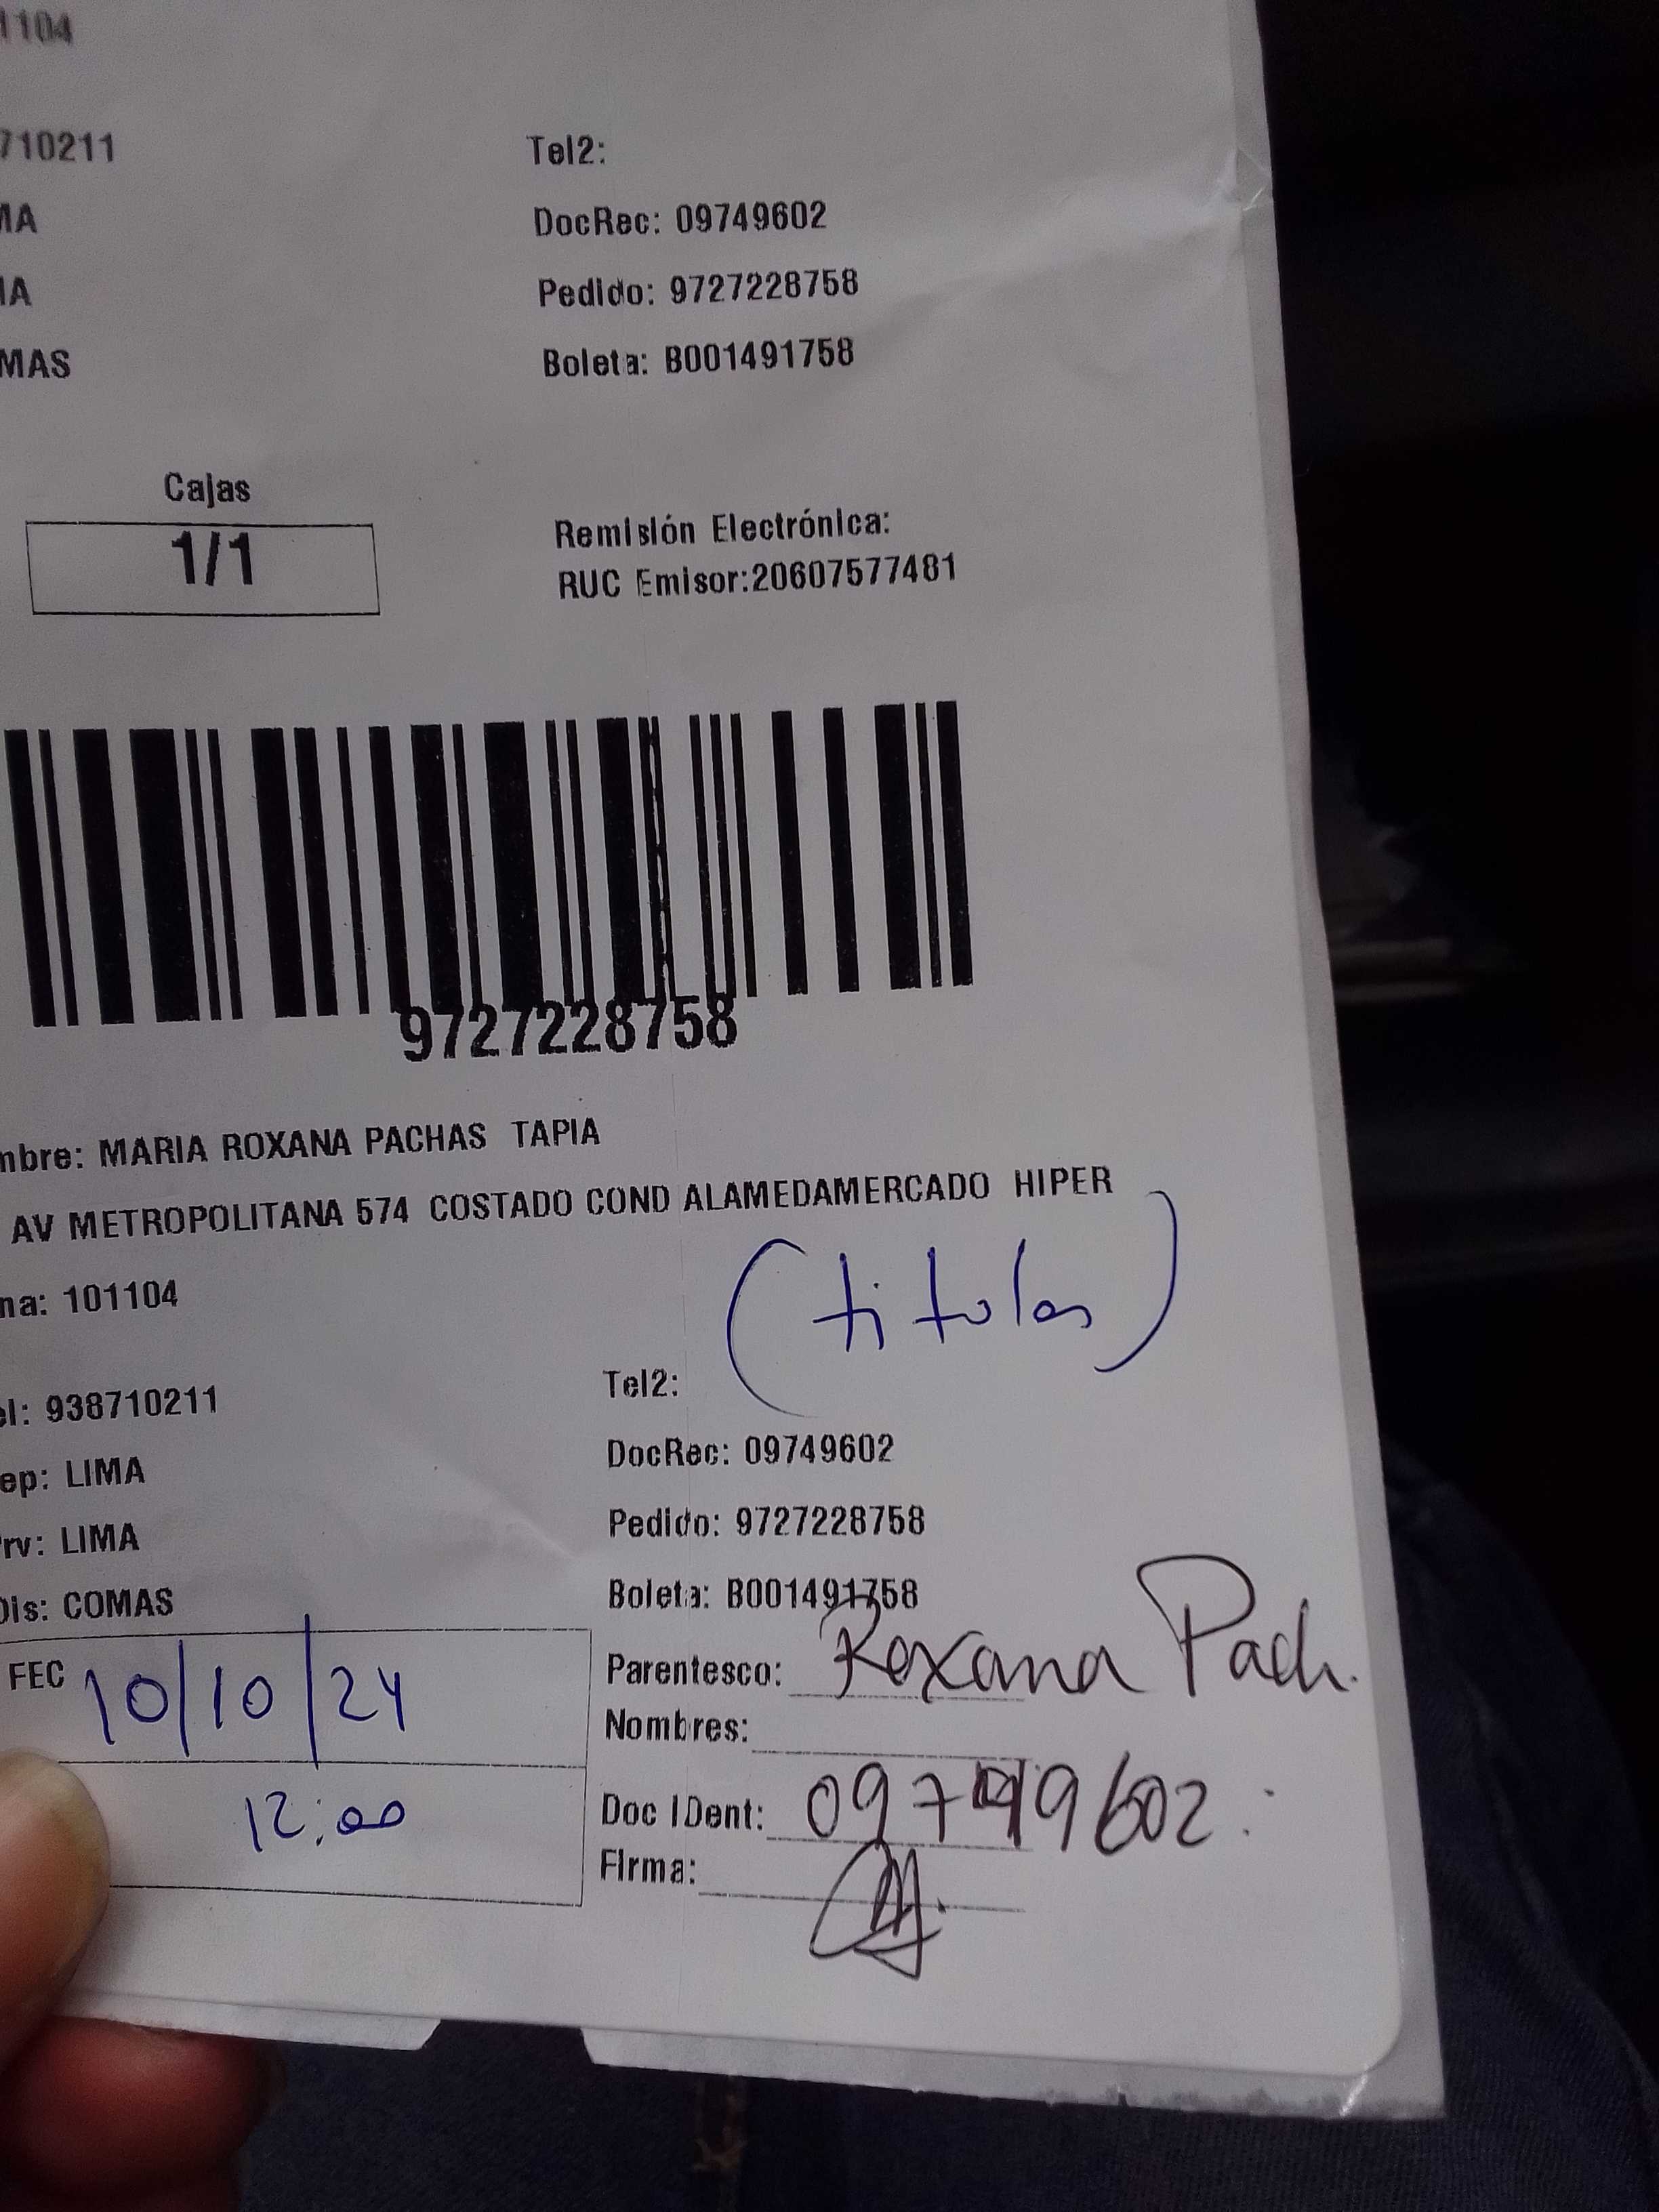 1104
710211
Tel2:
MA
DocRec: 09749602
IA
Pedido: 9727228758
MAS
Boleta: B001491758
Cajas
1/1
Remisión Electrónica:
RUC Emisor:20607577481
9727228758
mbre: MARIA ROXANA PACHAS TAPIA
AV METROPOLITANA 574 COSTADO COND ALAMEDAMERCADO HIPER
na: 101104
(titular)
el: 938710211
Tel2:
ep: LIMA
DocRec: 09749602
rv: LIMA
Pedido: 9727228758
Dis: COMAS
Boleta: B001491758
FEC 10/10/24
Parentesco: Roxana Pach.
Nombres:
12:00
Doc IDent: 09749602
Firma: